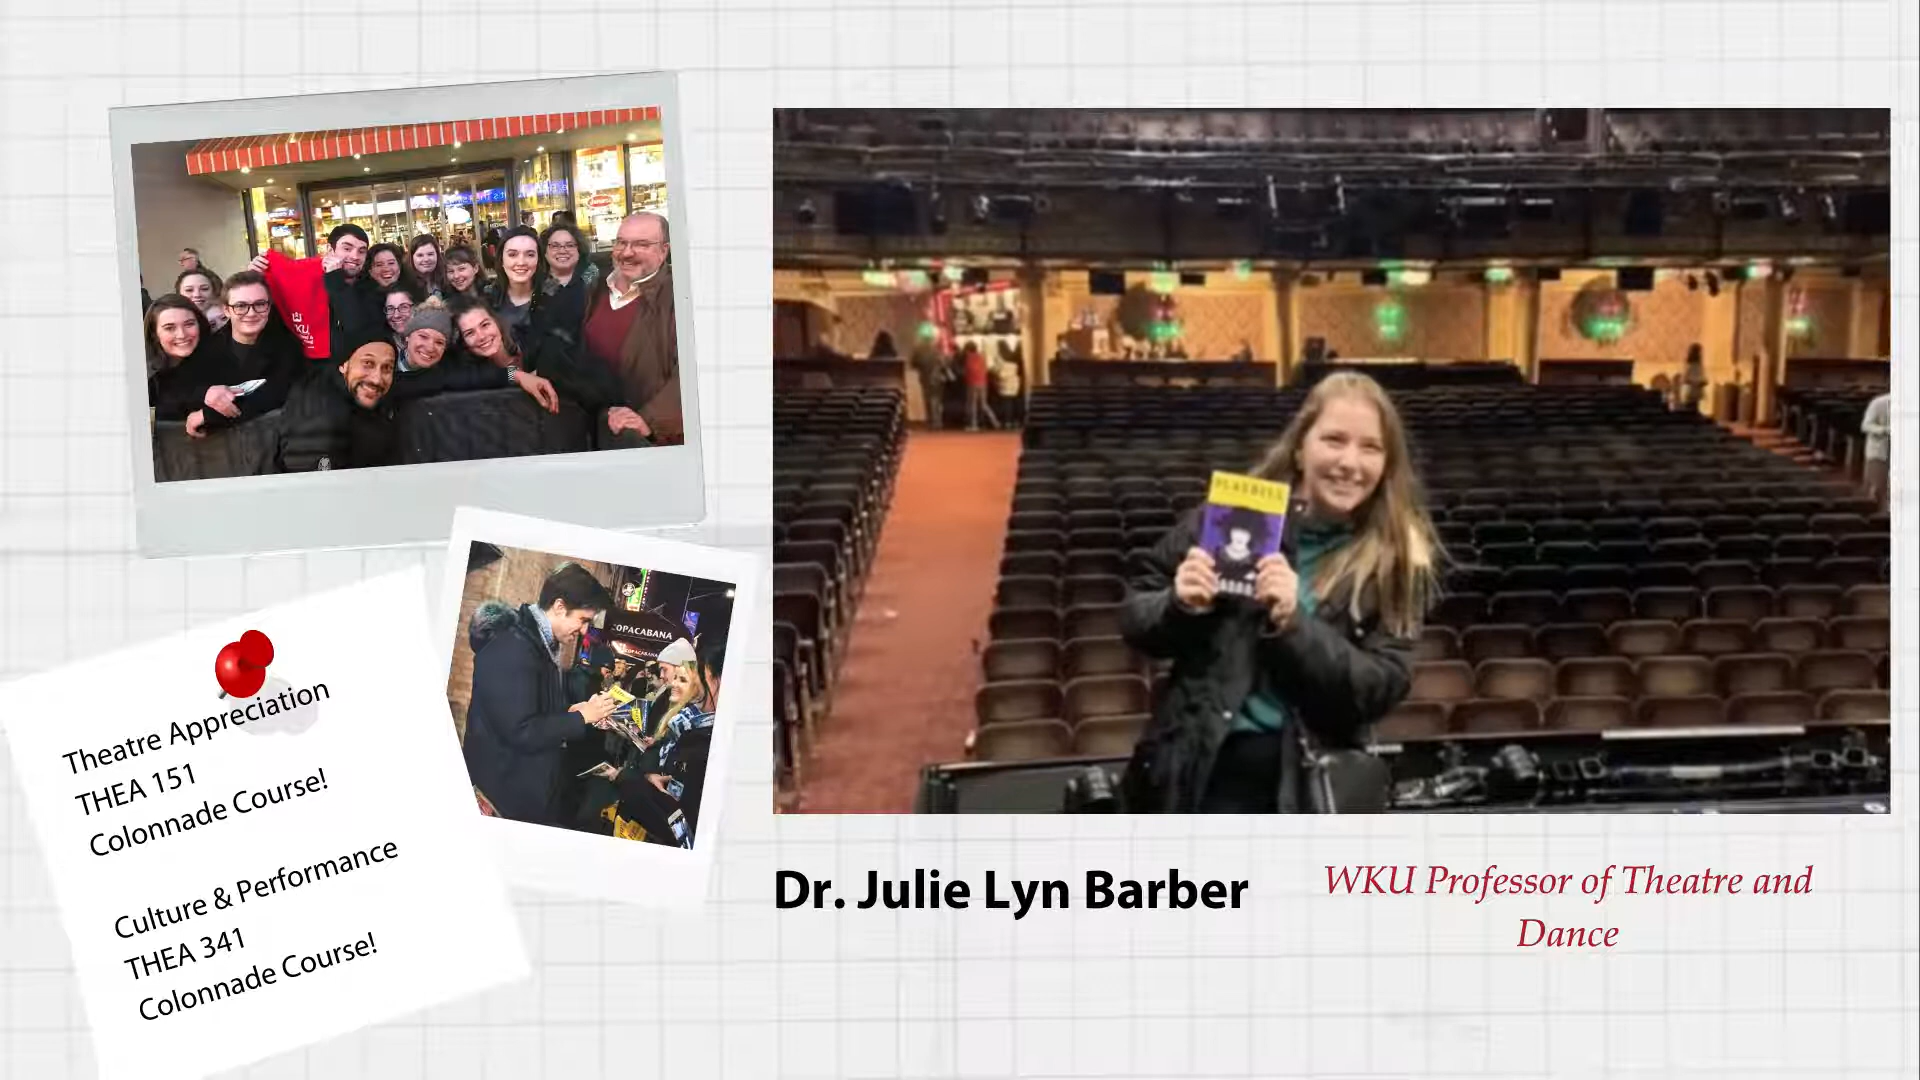 Theatre Appreciation
THEA 151
Colonnade Course!
Culture & Performance
THEA 341
Colonnade Course!
OPACABANA
COPACABANA
PLAYBILL
Dr. Julie Lyn Barber
WKU Professor of Theatre and
Dance